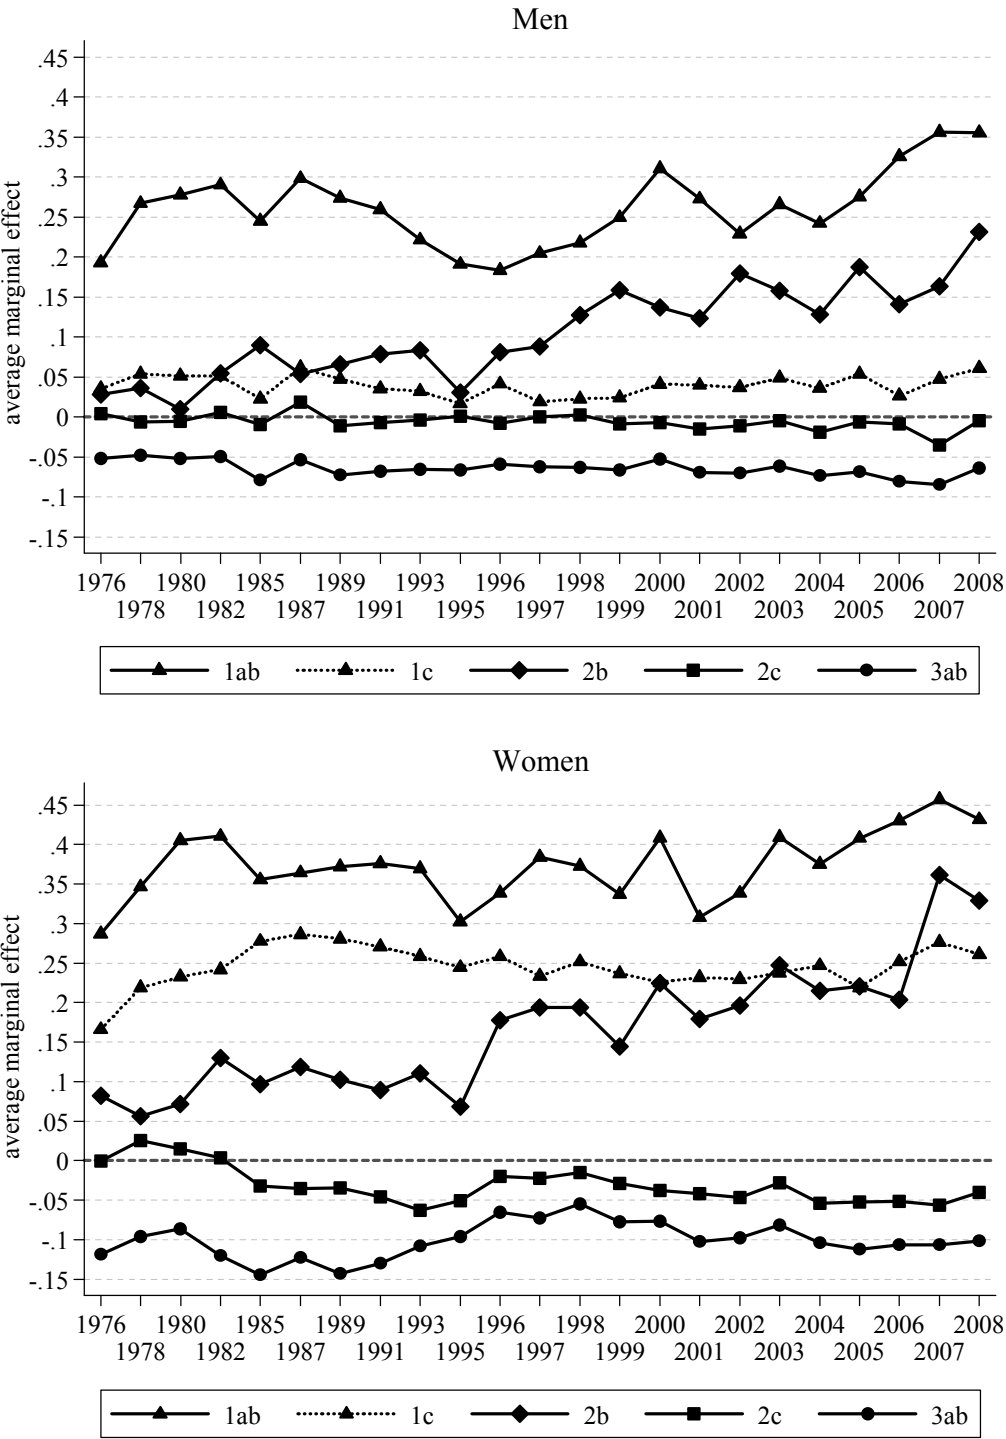 Men
average marginal effect
.45
.4
.35
.3
.25
.2
.15
.1
.05
0
-.05
-.1
-.15
1976 1980 1985 1989 1993 1996 1998 2000 2002 2004 2006 2008
1978 1982 1987 1991 1995 1997 1999 2001 2003 2005 2007
1ab 1c 2b 2c 3ab
Women
average marginal effect
.45
.4
.35
.3
.25
.2
.15
.1
.05
0
-.05
-.1
-.15
1976 1980 1985 1989 1993 1996 1998 2000 2002 2004 2006 2008
1978 1982 1987 1991 1995 1997 1999 2001 2003 2005 2007
1ab 1c 2b 2c 3ab